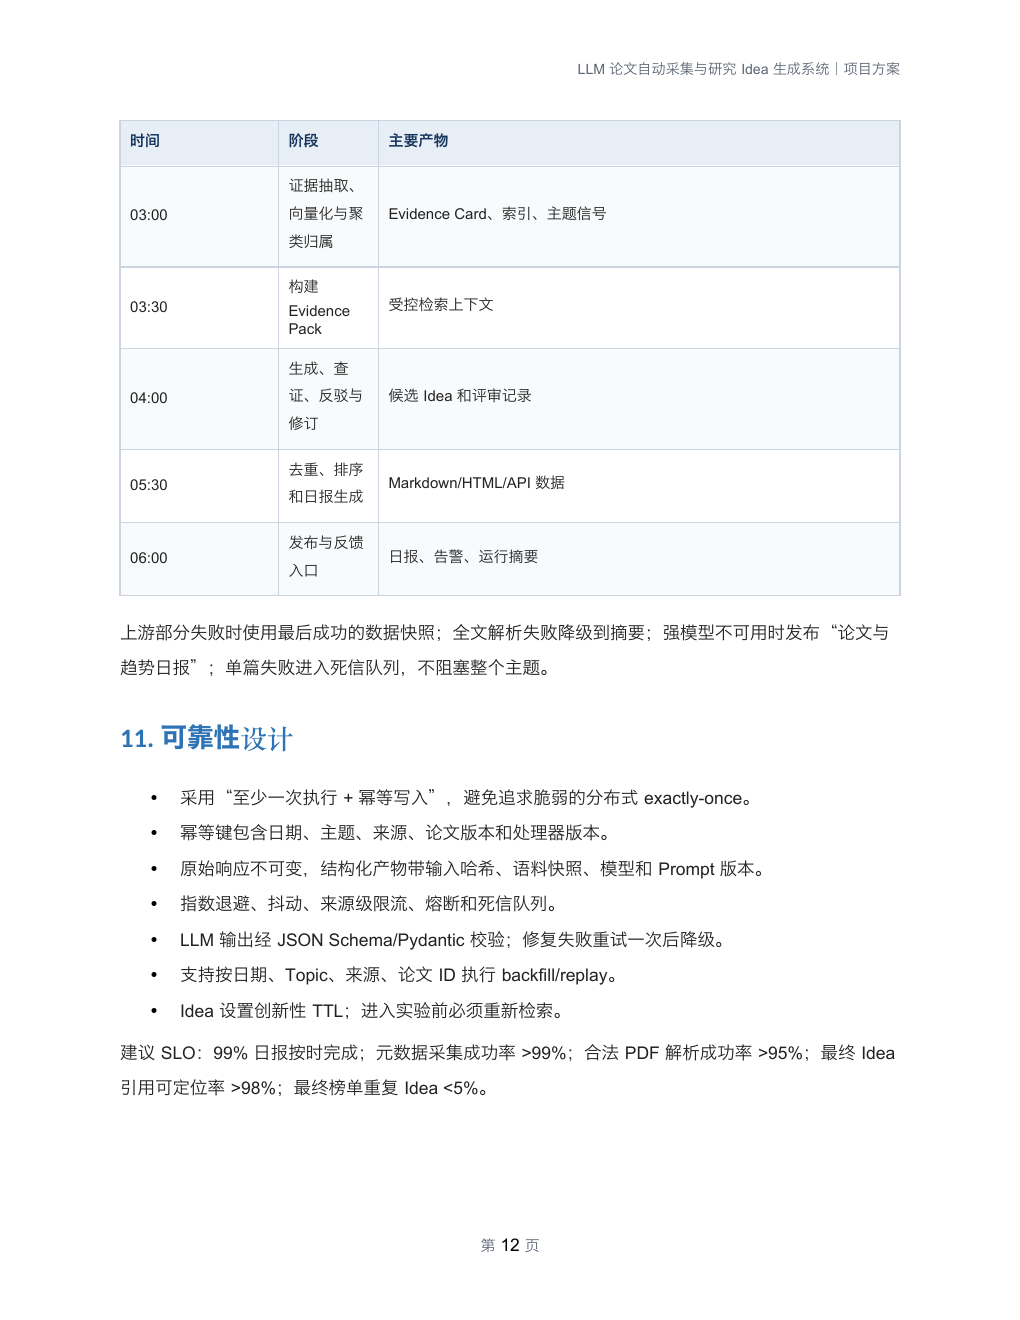 LLM 论文自动采集与研究 Idea 生成系统｜项目方案
时间 阶段 主要产物
03:00 证据抽取、
向量化与聚
类归属 Evidence Card、索引、主题信号
03:30 构建
Evidence
Pack 受控检索上下文
04:00 生成、查
证、反驳与
修订 候选 Idea 和评审记录
05:30 去重、排序
和日报生成 Markdown/HTML/API 数据
06:00 发布与反馈
入口 日报、告警、运行摘要
上游部分失败时使用最后成功的数据快照；全文解析失败降级到摘要；强模型不可用时发布“论文与
趋势日报”；单篇失败进入死信队列，不阻塞整个主题。
11. 可靠性设计
• 采用“至少一次执行 + 幂等写入”，避免追求脆弱的分布式 exactly-once。
• 幂等键包含日期、主题、来源、论文版本和处理器版本。
• 原始响应不可变，结构化产物带输入哈希、语料快照、模型和 Prompt 版本。
• 指数退避、抖动、来源级限流、熔断和死信队列。
• LLM 输出经 JSON Schema/Pydantic 校验；修复失败重试一次后降级。
• 支持按日期、Topic、来源、论文 ID 执行 backfill/replay。
• Idea 设置创新性 TTL；进入实验前必须重新检索。
建议 SLO：99% 日报按时完成；元数据采集成功率 >99%；合法 PDF 解析成功率 >95%；最终 Idea
引用可定位率 >98%；最终榜单重复 Idea <5%。
第 12 页